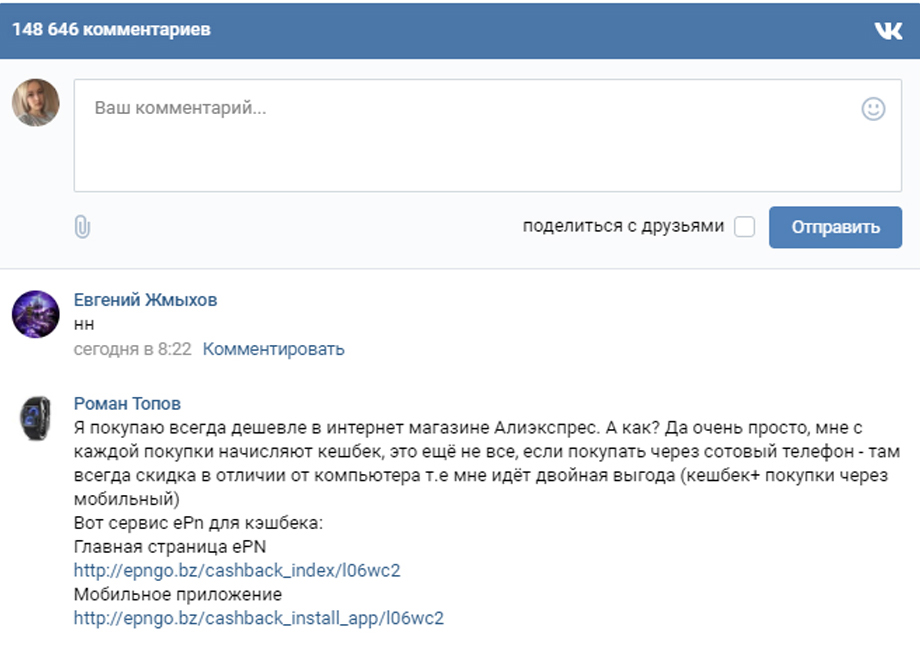 148 646 комментариев
Ваш комментарий...
поделиться с друзьями
Отправить
Евгений Жмыхов
нн
сегодня в 8:22 Комментировать
Роман Топов
Я покупаю всегда дешевле в интернет магазине Алиэкспрес. А как? Да очень просто, мне с
каждой покупки начисляют кешбек, это ещё не все, если покупать через сотовый телефон - там
всегда скидка в отличии от компьютера т.е мне идёт двойная выгода (кешбек+ покупки через
мобильный)
Вот сервис ePn для кэшбека:
Главная страница ePN
http://epngo.bz/cashback_index/l06wc2
Мобильное приложение
http://epngo.bz/cashback_install_app/l06wc2